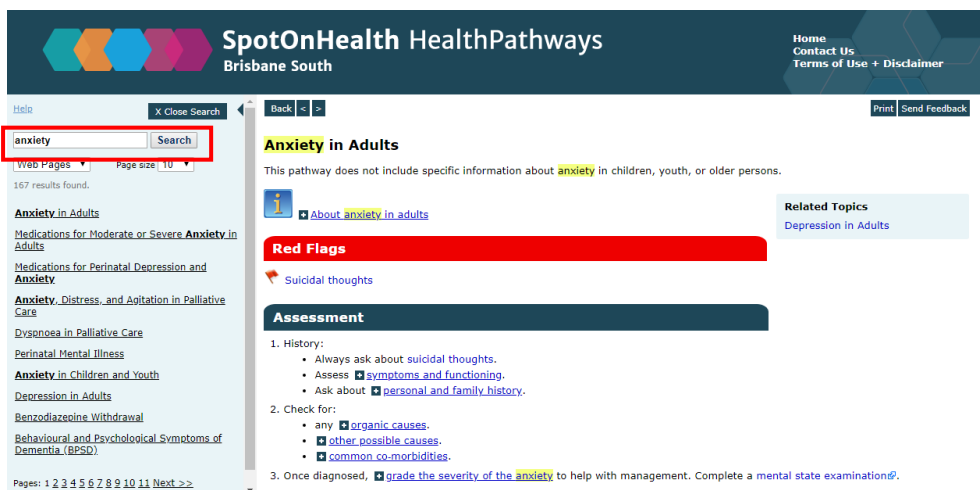 SpotOnHealth HealthPathways
Brisbane South
Home
Contact Us
Terms of Use + Disclaimer
Help
X Close Search
anxiety
Search
Web Pages
Page size 10
167 results found.
Anxiety in Adults
Medications for Moderate or Severe Anxiety in
Adults
Medications for Perinatal Depression and
Anxiety
Anxiety, Distress, and Agitation in Palliative
Care
Dyspnoea in Palliative Care
Perinatal Mental Illness
Anxiety in Children and Youth
Depression in Adults
Benzodiazepine Withdrawal
Behavioural and Psychological Symptoms of
Dementia (BPSD)
Pages: 1 2 3 4 5 6 7 8 9 10 11 Next >>
Back < >
Print Send Feedback
Anxiety in Adults
This pathway does not include specific information about anxiety in children, youth, or older persons.
i
About anxiety in adults
Related Topics
Depression in Adults
Red Flags
Suicidal thoughts
Assessment
1. History:
• Always ask about suicidal thoughts.
• Assess symptoms and functioning.
• Ask about personal and family history.
2. Check for:
• any organic causes.
• other possible causes.
• common co-morbidities.
3. Once diagnosed, grade the severity of the anxiety to help with management. Complete a mental state examination.